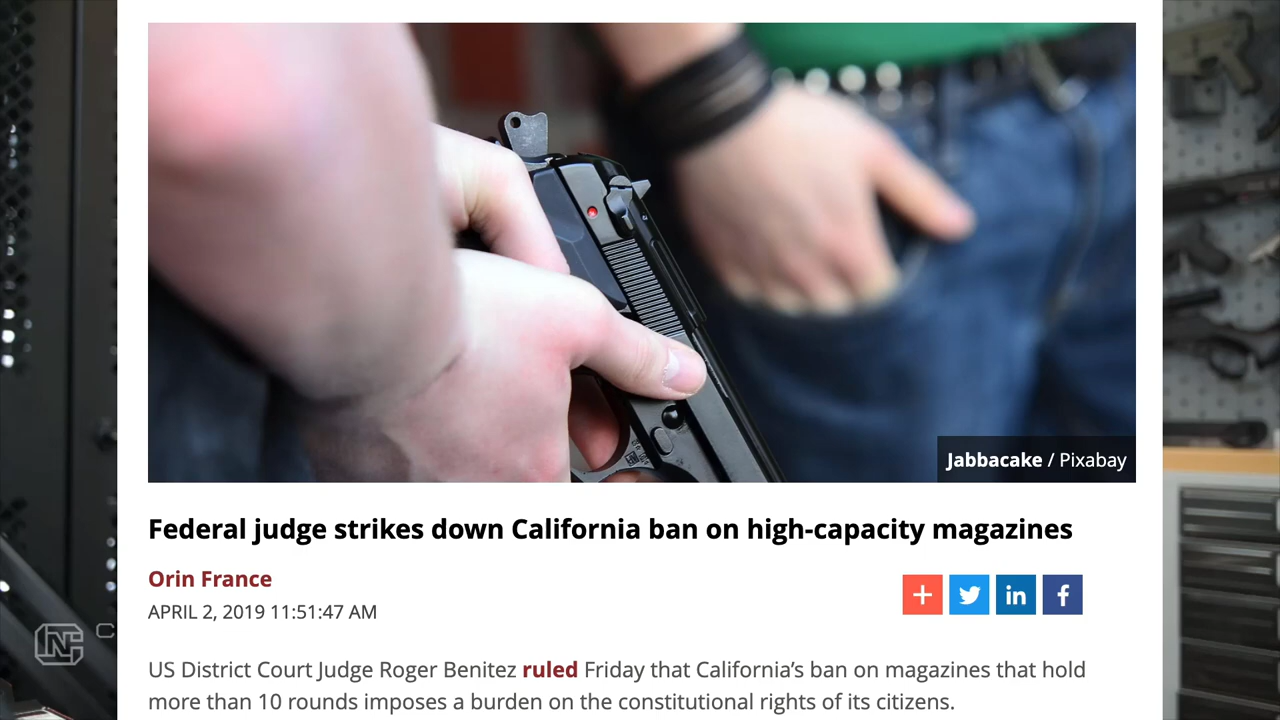 Jabbacake / Pixabay
Federal judge strikes down California ban on high-capacity magazines
Orin France
APRIL 2, 2019 11:51:47 AM
US District Court Judge Roger Benitez ruled Friday that California's ban on magazines that hold
more than 10 rounds imposes a burden on the constitutional rights of its citizens.